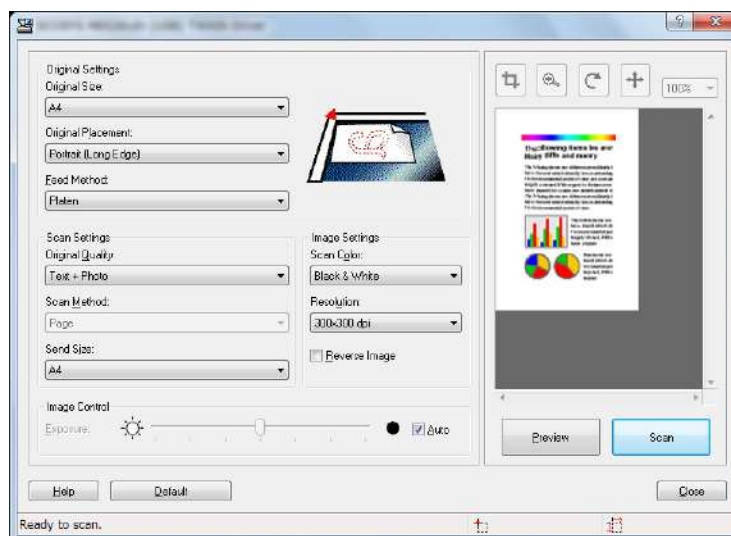 Original Settings
Original Size:
A4
Original Placement:
Portrait (Long Edge)
Feed Method:
Platen
Scan Settings
Original Quality:
Text + Photo
Scan Method:
Page
Send Size:
A4
Image Settings
Scan Color:
Black & White
Resolution:
300x300 dpi
Reverse Image
Image Control
Exposure:
Auto
100%
Preview
Scan
Help
Default
Close
Ready to scan.